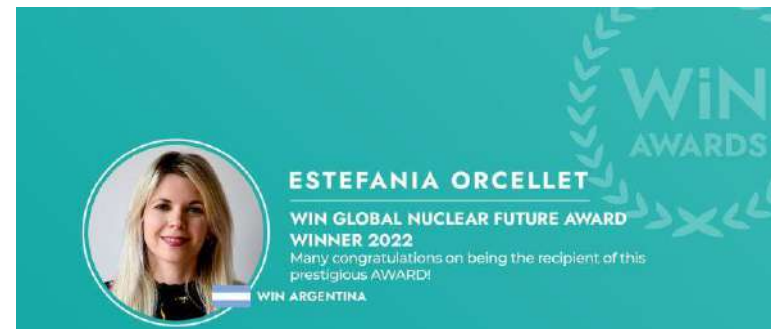 WiN
AWARDS
ESTEFANIA ORCELLET
WIN GLOBAL NUCLEAR FUTURE AWARD
WINNER 2022
Many congratulations on being the recipient of this
prestigious AWARD!
WIN ARGENTINA